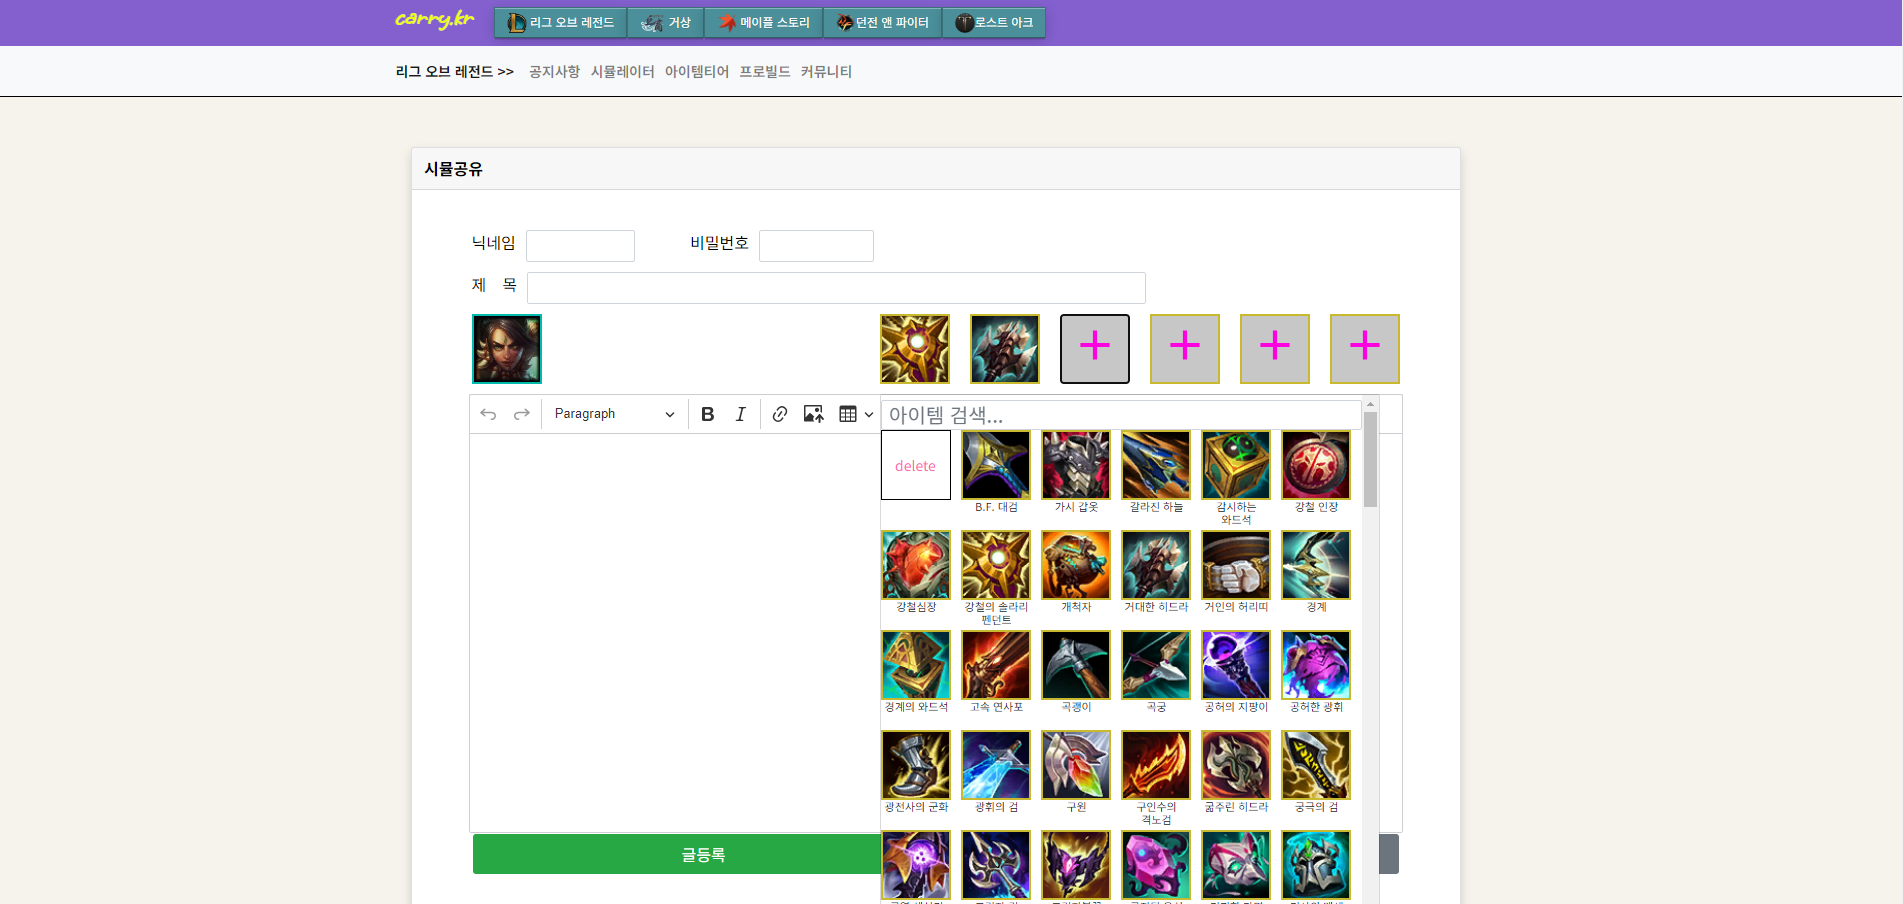 carry.kr 리그 오브 레전드 거상 메이플 스토리 던전 앤 파이터 로스트 아크
리그 오브 레전드 >> 공지사항 시뮬레이터 아이템티어 프로빌드 커뮤니티
시뮬공유
닉네임 비밀번호
제 목
Paragraph B I 아이템 검색...
delete
B.F. 대검 가시 갑옷 갈라진 하늘 감시하는 강철 인장
와드석
강철심장 강철의 솔라리 개척자 거대한 히드라 거인의 허리띠 경계
펜던트
경계의 와드석 고속 연사포 곡괭이 곡궁 공허의 지팡이 공허한 광휘
광전사의 군화 광휘의 검 구원 구인수의 굶주린 히드라 궁극의 검
격노검
글등록